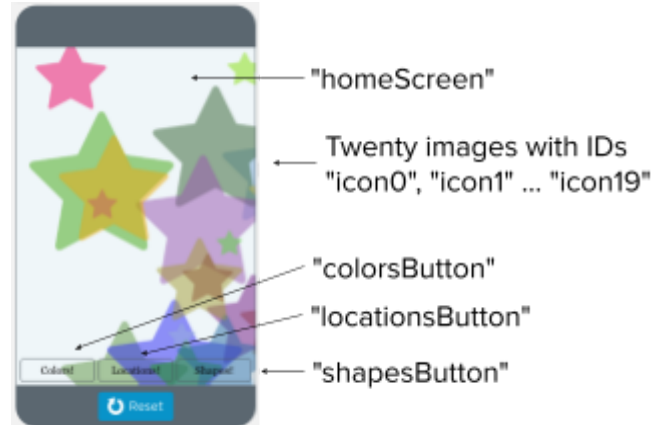 "homeScreen"
Twenty images with IDs
"icon0", "icon1" ... "icon19"
"colorsButton"
"locationsButton"
"shapesButton"
Colors! Locations! Shapes!
Reset